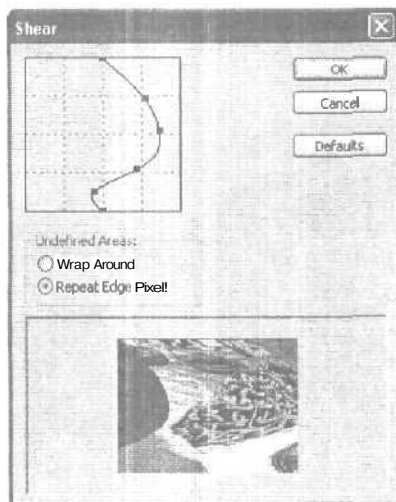 Shear
OK
Cancel
Defaults
Undefined Areas:
Wrap Around
Repeat Edge Pixel!